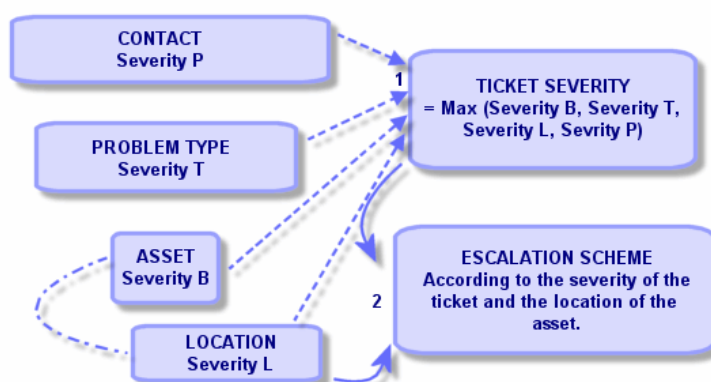 CONTACT
Severity P
1
TICKET SEVERITY
= Max (Severity B, Severity T,
Severity L, Sevrity P)
PROBLEM TYPE
Severity T
ASSET
Severity B
2
ESCALATION SCHEME
According to the severity of the
ticket and the location of the
asset.
LOCATION
Severity L